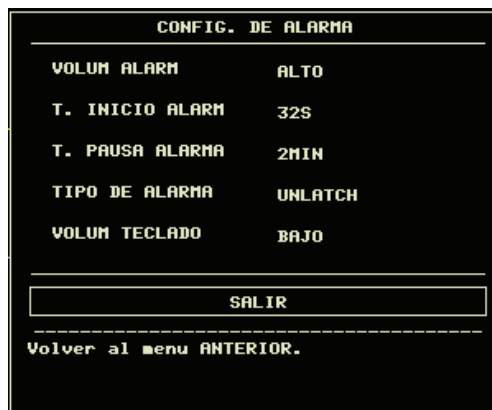 CONFIG. DE ALARMA
VOLUM ALARM ALTO
T. INICIO ALARM 32S
T. PAUSA ALARMA 2MIN
TIPO DE ALARMA UNLATCH
VOLUM TECLADO BAJO
SALIR
Volver al menu ANTERIOR.